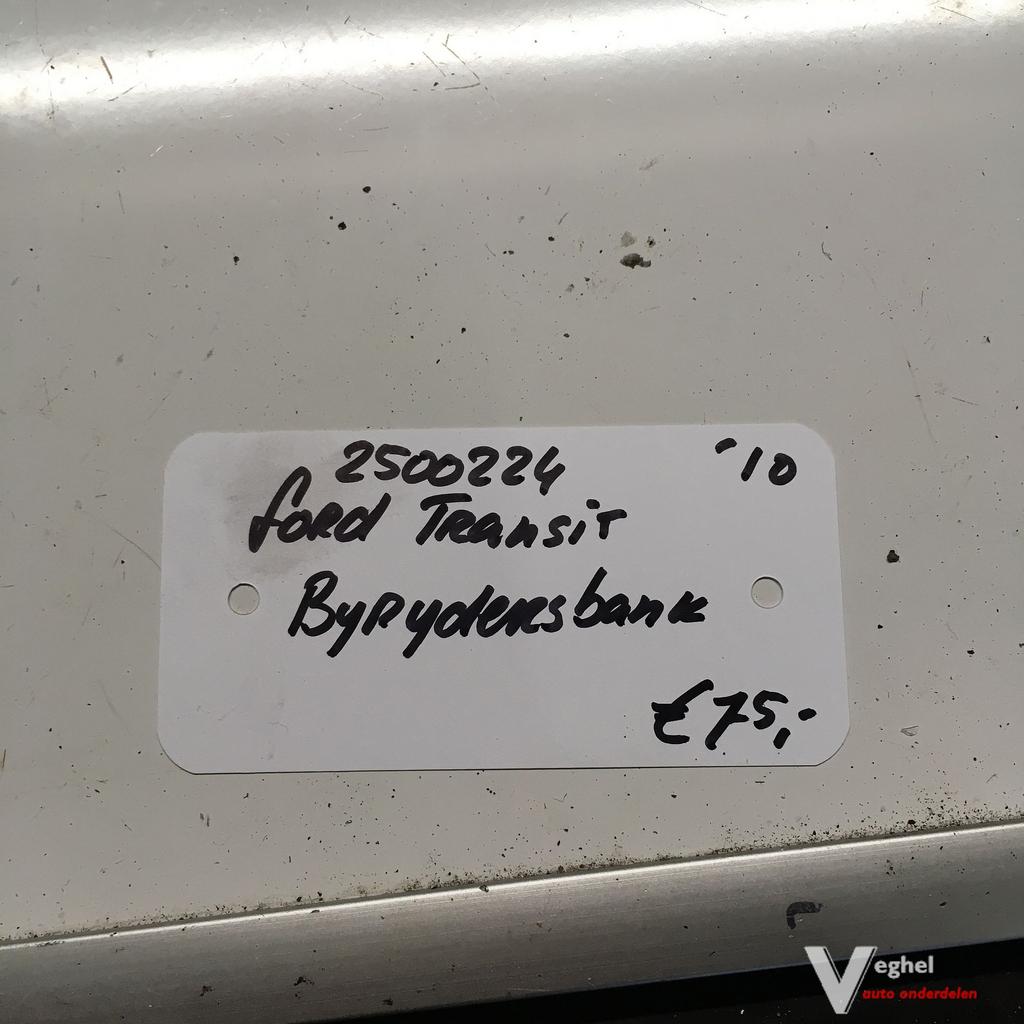 2500224 '10
ford Transit
Byrydersbank
€75,-
Veghel
auto onderdelen